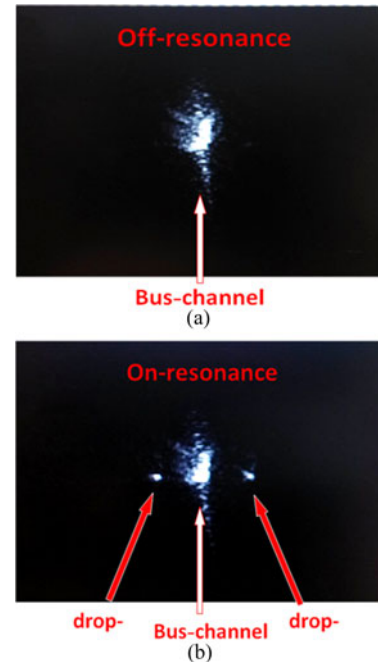 Off-resonance
Bus-channel
(a)
On-resonance
drop-
Bus-channel
drop-
(b)